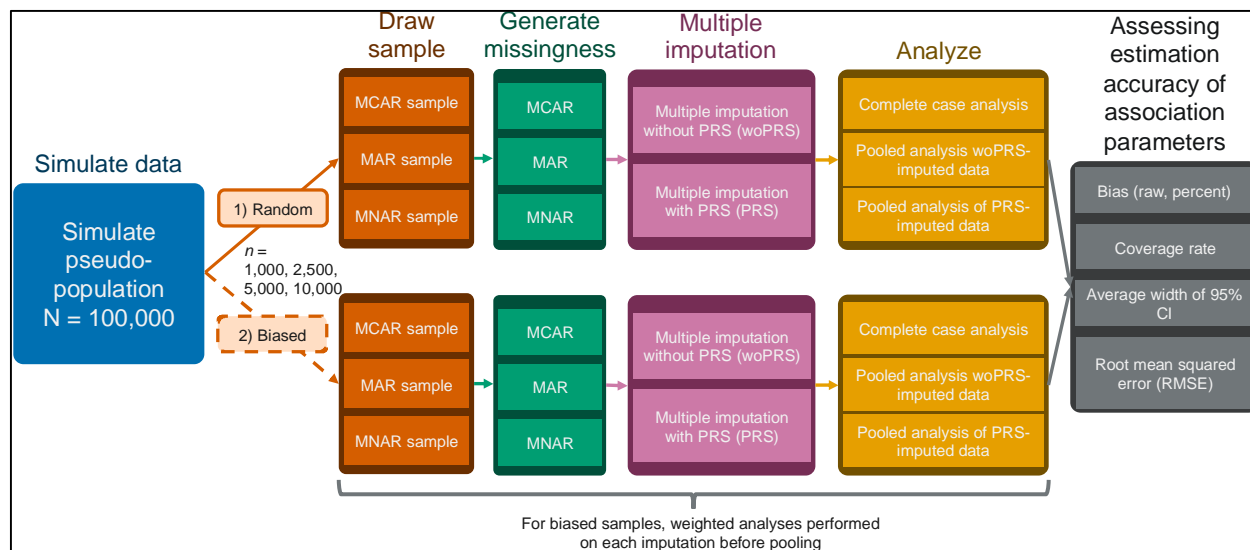 Draw
sample
Generate
missingness
Multiple
imputation
Analyze
Assessing
estimation
accuracy of
association
parameters
Simulate data
Simulate
pseudo-
population
N = 100,000
1) Random
n =
1,000, 2,500,
5,000, 10,000
2) Biased
MCAR sample
MAR sample
MNAR sample
MCAR
MAR
MNAR
Multiple imputation
without PRS (woPRS)
Multiple imputation
with PRS (PRS)
Complete case analysis
Pooled analysis woPRS-
imputed data
Pooled analysis of PRS-
imputed data
MCAR sample
MAR sample
MNAR sample
MCAR
MAR
MNAR
Multiple imputation
without PRS (woPRS)
Multiple imputation
with PRS (PRS)
Complete case analysis
Pooled analysis woPRS-
imputed data
Pooled analysis of PRS-
imputed data
Bias (raw, percent)
Coverage rate
Average width of 95%
CI
Root mean squared
error (RMSE)
For biased samples, weighted analyses performed
on each imputation before pooling